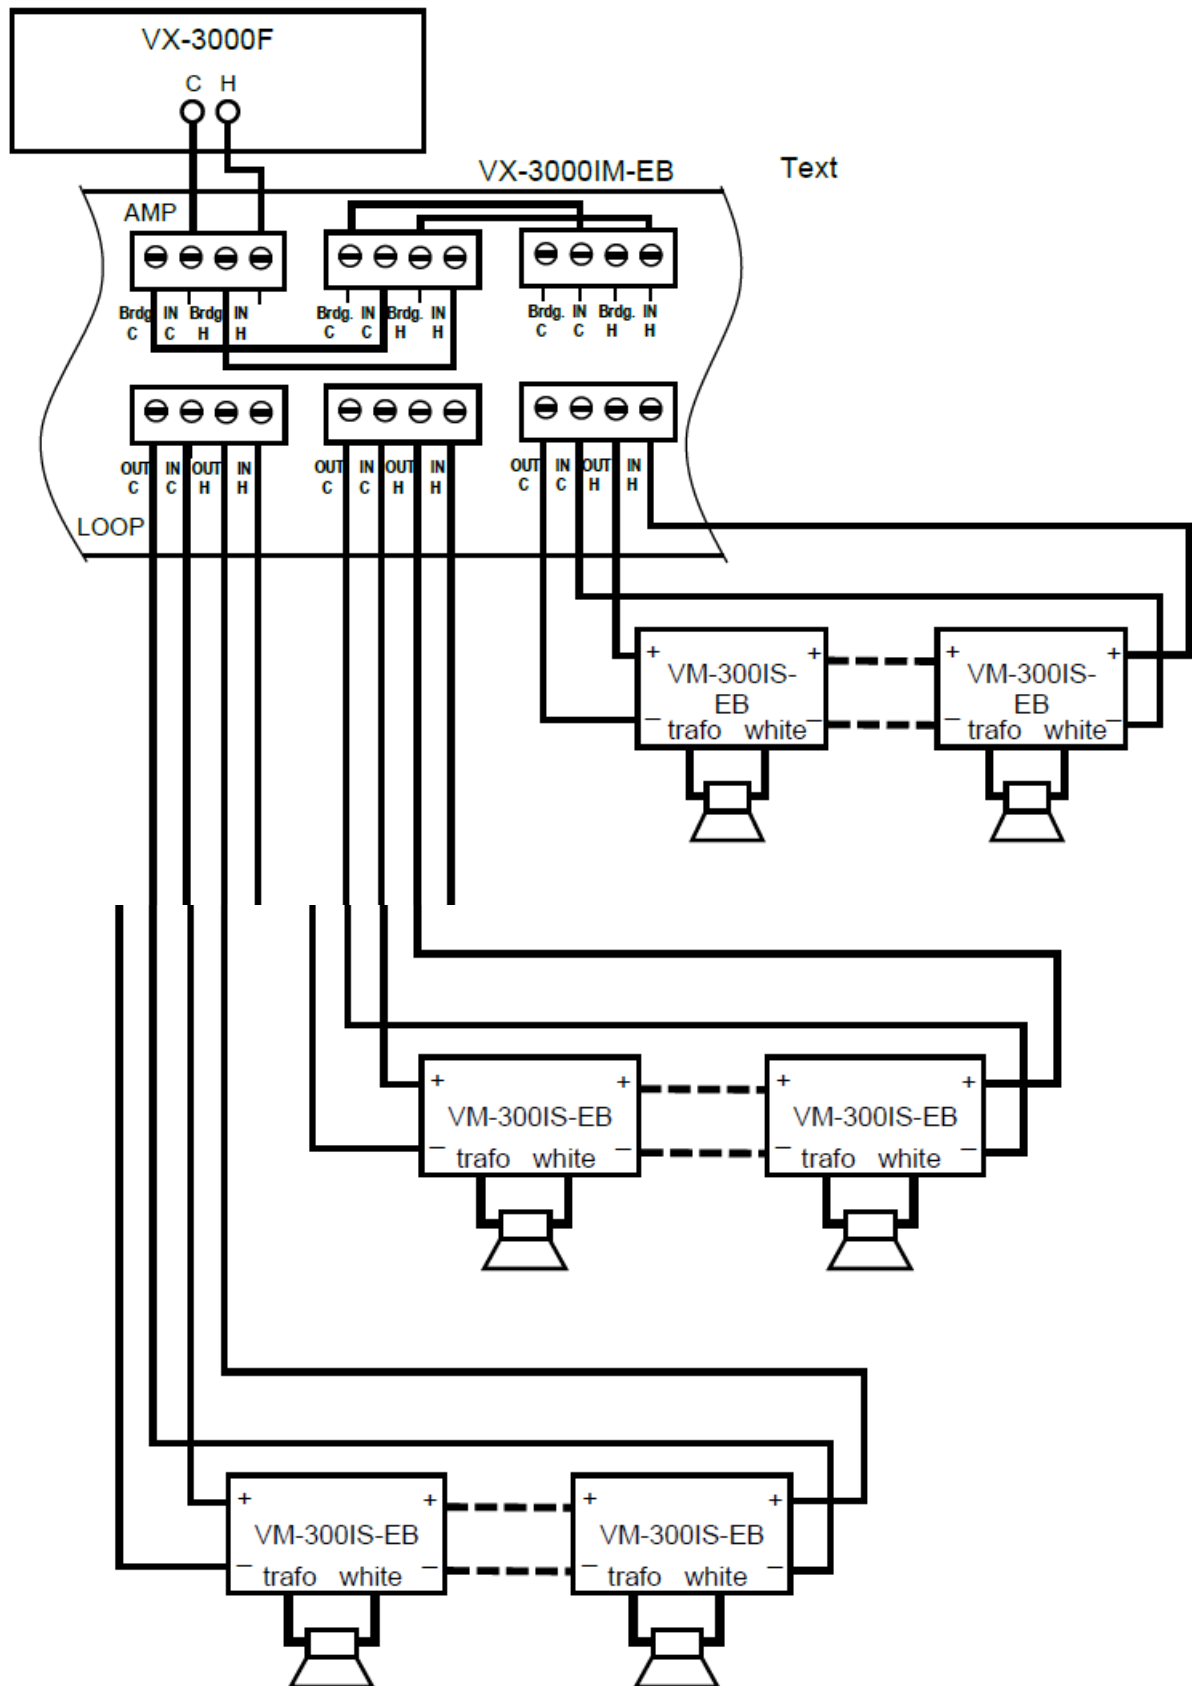 VX-3000F
C H
VX-3000IM-EB
Text
AMP
Brdg. IN Brdg. IN
C C H H
Brdg. IN Brdg. IN
C C H H
Brdg. IN Brdg. IN
C C H H
OUT IN OUT IN
C C H H
OUT IN OUT IN
C C H H
OUT IN OUT IN
C C H H
LOOP
+ +
VM-300IS-
EB
– –
trafo white
+ +
VM-300IS-
EB
– –
trafo white
+ +
VM-300IS-EB
– –
trafo white
+ +
VM-300IS-EB
– –
trafo white
+ +
VM-300IS-EB
– –
trafo white
+ +
VM-300IS-EB
– –
trafo white